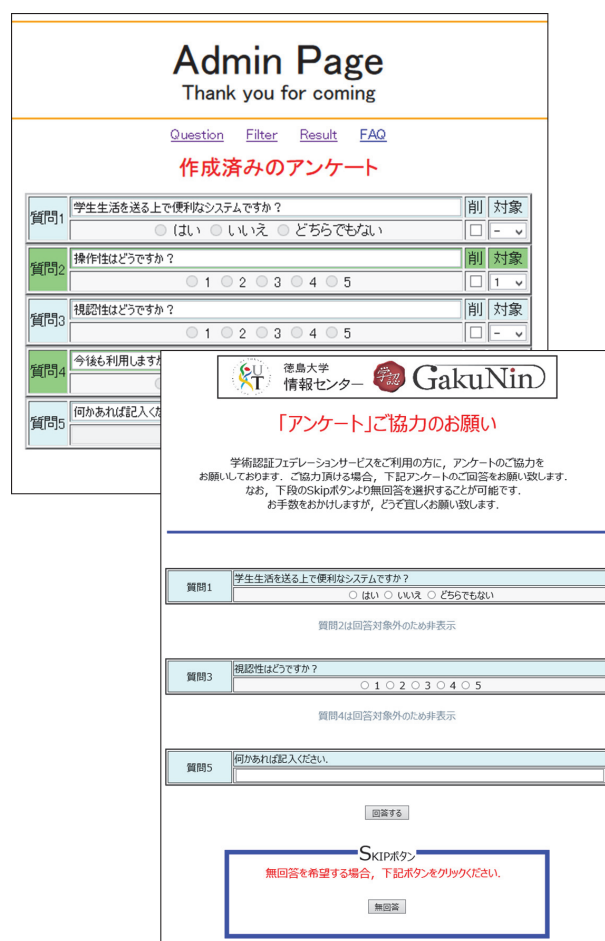 Admin Page
Thank you for coming
Question Filter Result FAQ
作成済みのアンケート
質問1 学生生活を送る上で便利なシステムですか？ 削 対象
はい いいえ どちらでもない -
質問2 操作性はどうですか？ 削 対象
1 2 3 4 5 1
質問3 視認性はどうですか？ 削 対象
1 2 3 4 5 -
質問4 今後も利用します
質問5 何かあれば記入くだ
徳島大学
情報センター
学認 GakuNin
「アンケート」ご協力のお願い
学術認証フェデレーションサービスをご利用の方に，アンケートのご協力を
お願いしております．ご協力頂ける場合，下記アンケートのご回答をお願い致します．
なお，下段のSkipボタンより無回答を選択することが可能です．
お手数をおかけしますが，どうぞ宜しくお願い致します．
質問1 学生生活を送る上で便利なシステムですか？
はい いいえ どちらでもない
質問2は回答対象外のため非表示
質問3 視認性はどうですか？
1 2 3 4 5
質問4は回答対象外のため非表示
質問5 何かあれば記入ください．
回答する
SKIPボタン
無回答を希望する場合，下記ボタンをクリックください．
無回答